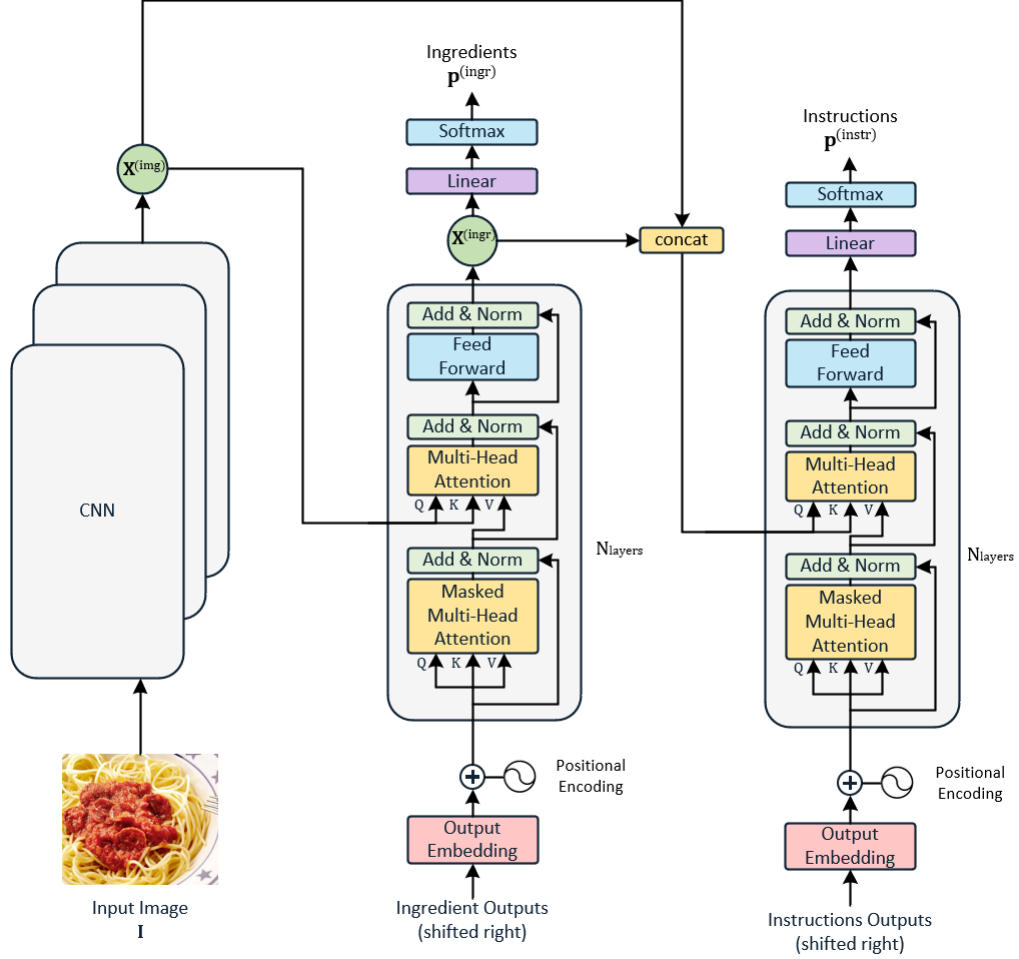 Ingredients
p(ingr)
Softmax
Linear
X(ingr)
Add & Norm
Feed
Forward
Add & Norm
Multi-Head
Attention
Q K V
Add & Norm
Masked
Multi-Head
Attention
Q K V
Nlayers
Positional
Encoding
Output
Embedding
Ingredient Outputs
(shifted right)
X(img)
CNN
Input Image
I
concat
Instructions
p(instr)
Softmax
Linear
Add & Norm
Feed
Forward
Add & Norm
Multi-Head
Attention
Q K V
Add & Norm
Masked
Multi-Head
Attention
Q K V
Nlayers
Positional
Encoding
Output
Embedding
Instructions Outputs
(shifted right)